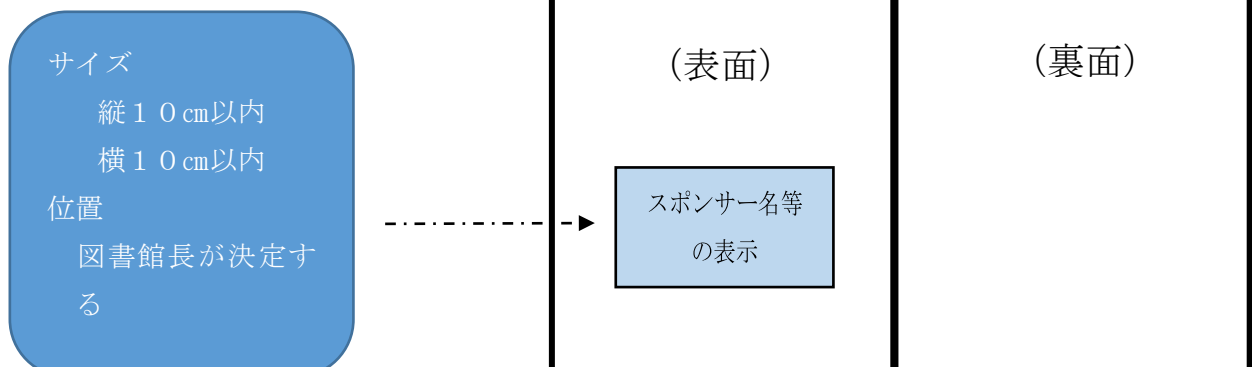 サイズ
縦１０㎝以内
横１０㎝以内
位置
図書館長が決定す
る
（表面）
スポンサー名等
の表示
（裏面）